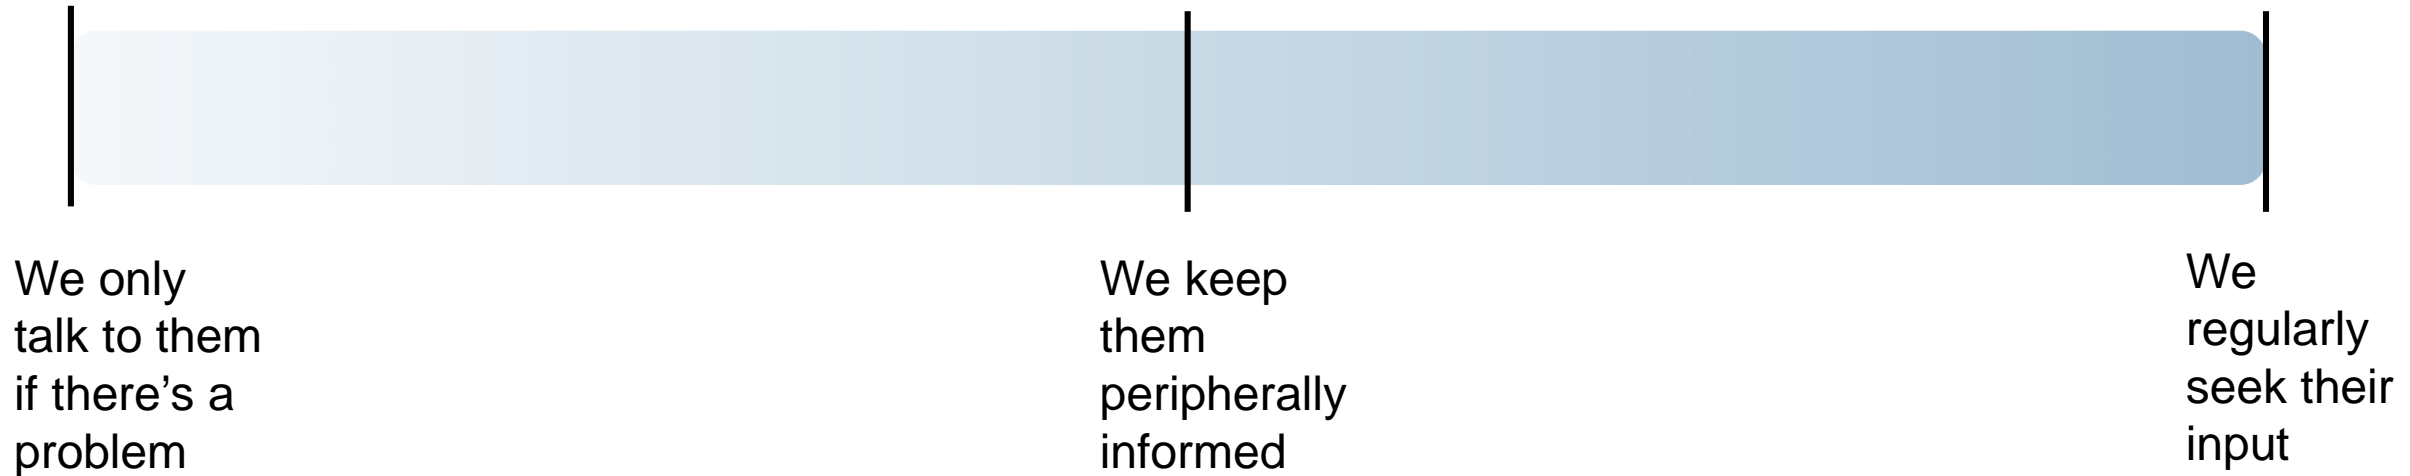 We only
talk to them
if there’s a
problem
We keep
them
peripherally
informed
We
regularly
seek their
input